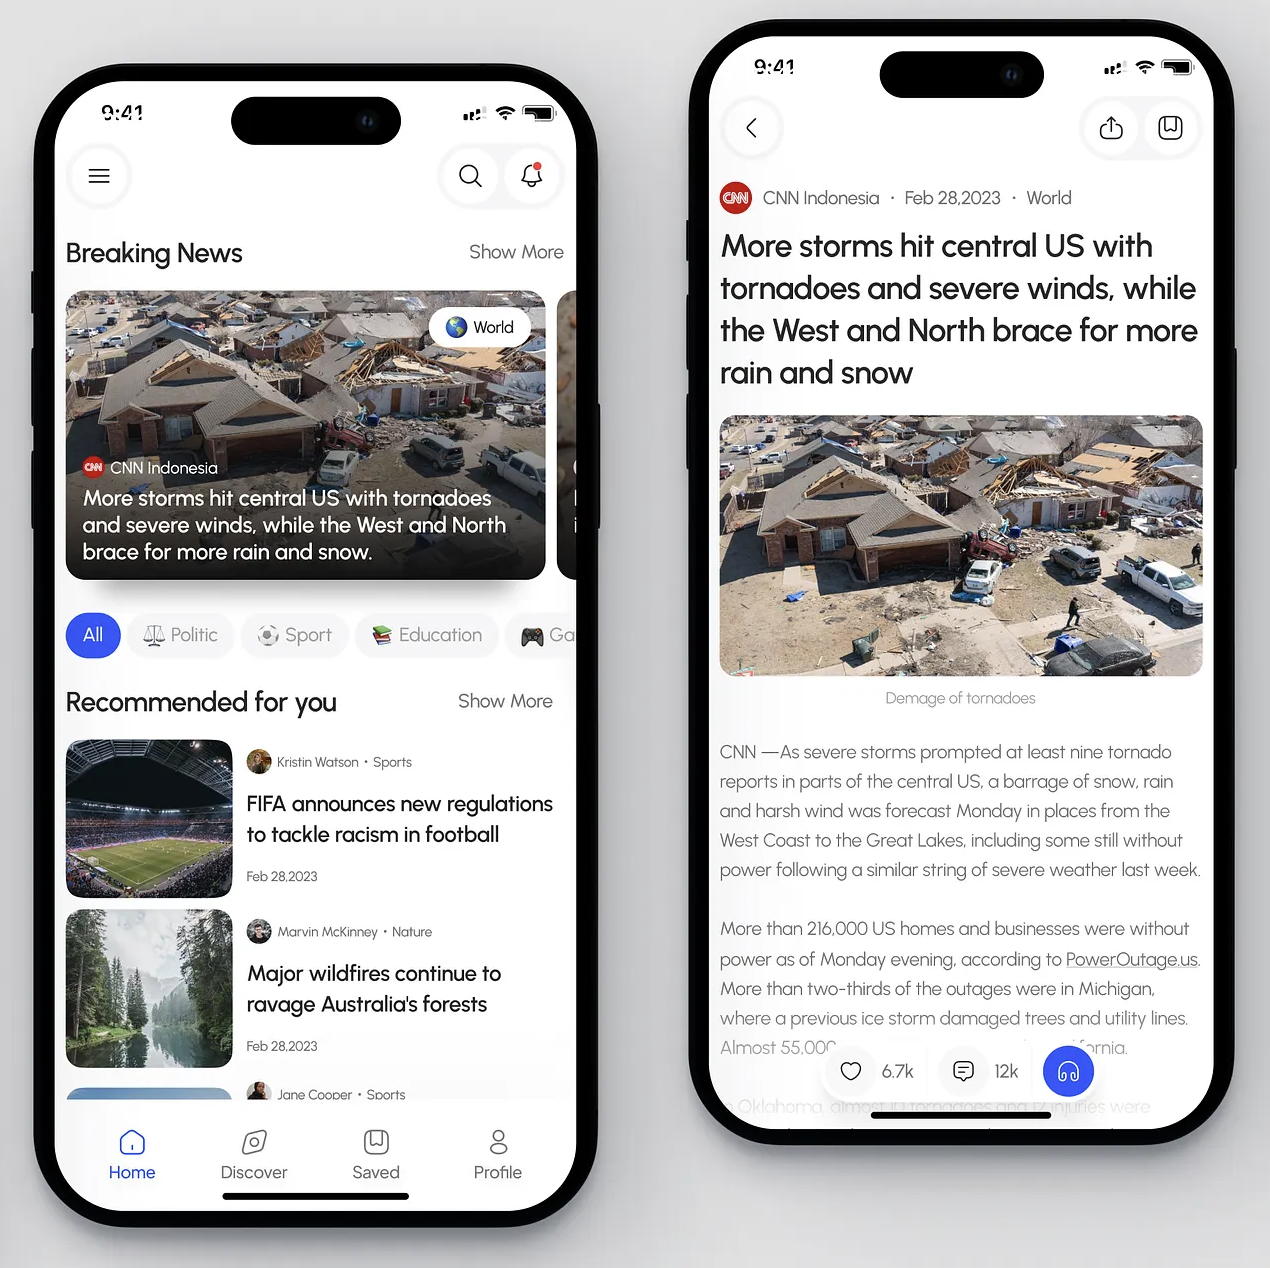 9:41
Breaking News
Show More
World
CNN
CNN Indonesia
More storms hit central US with tornadoes
and severe winds, while the West and North
brace for more rain and snow.
All
Politic
Sport
Education
Ga
Recommended for you
Show More
Kristin Watson • Sports
FIFA announces new regulations
to tackle racism in football
Feb 28,2023
Marvin McKinney • Nature
Major wildfires continue to
ravage Australia's forests
Feb 28,2023
Jane Cooper • Sports
Home
Discover
Saved
Profile
9:41
CNN
CNN Indonesia · Feb 28,2023 · World
More storms hit central US with
tornadoes and severe winds, while
the West and North brace for more
rain and snow
Demage of tornadoes
CNN —As severe storms prompted at least nine tornado
reports in parts of the central US, a barrage of snow, rain
and harsh wind was forecast Monday in places from the
West Coast to the Great Lakes, including some still without
power following a similar string of severe weather last week.
More than 216,000 US homes and businesses were without
power as of Monday evening, according to PowerOutage.us.
More than two-thirds of the outages were in Michigan,
where a previous ice storm damaged trees and utility lines.
Almost 55,000 fornia.
6.7k
12k
Oklahoma, almost 10 tornadoes and 12 injuries were